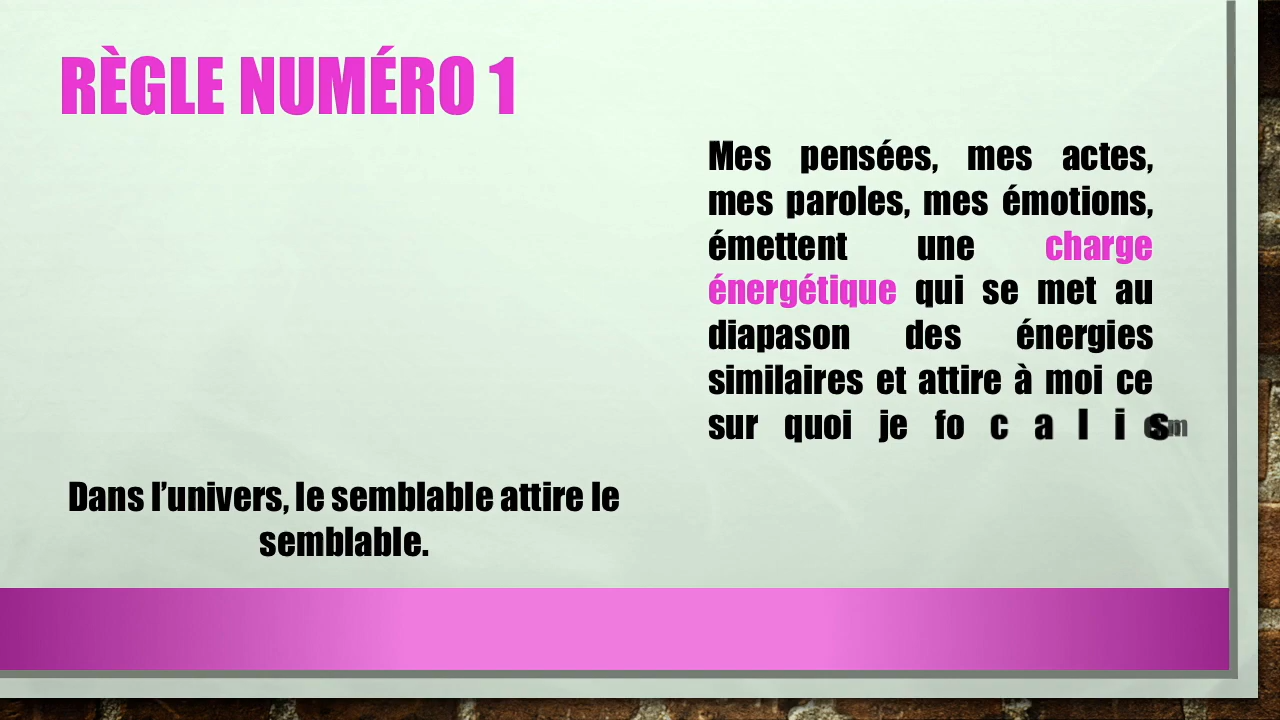 RÈGLE NUMÉRO 1
Mes pensées, mes actes,
mes paroles, mes émotions,
émettent une charge
énergétique qui se met au
diapason des énergies
similaires et attire à moi ce
sur quoi je
Dans l’univers, le semblable attire le
semblable.